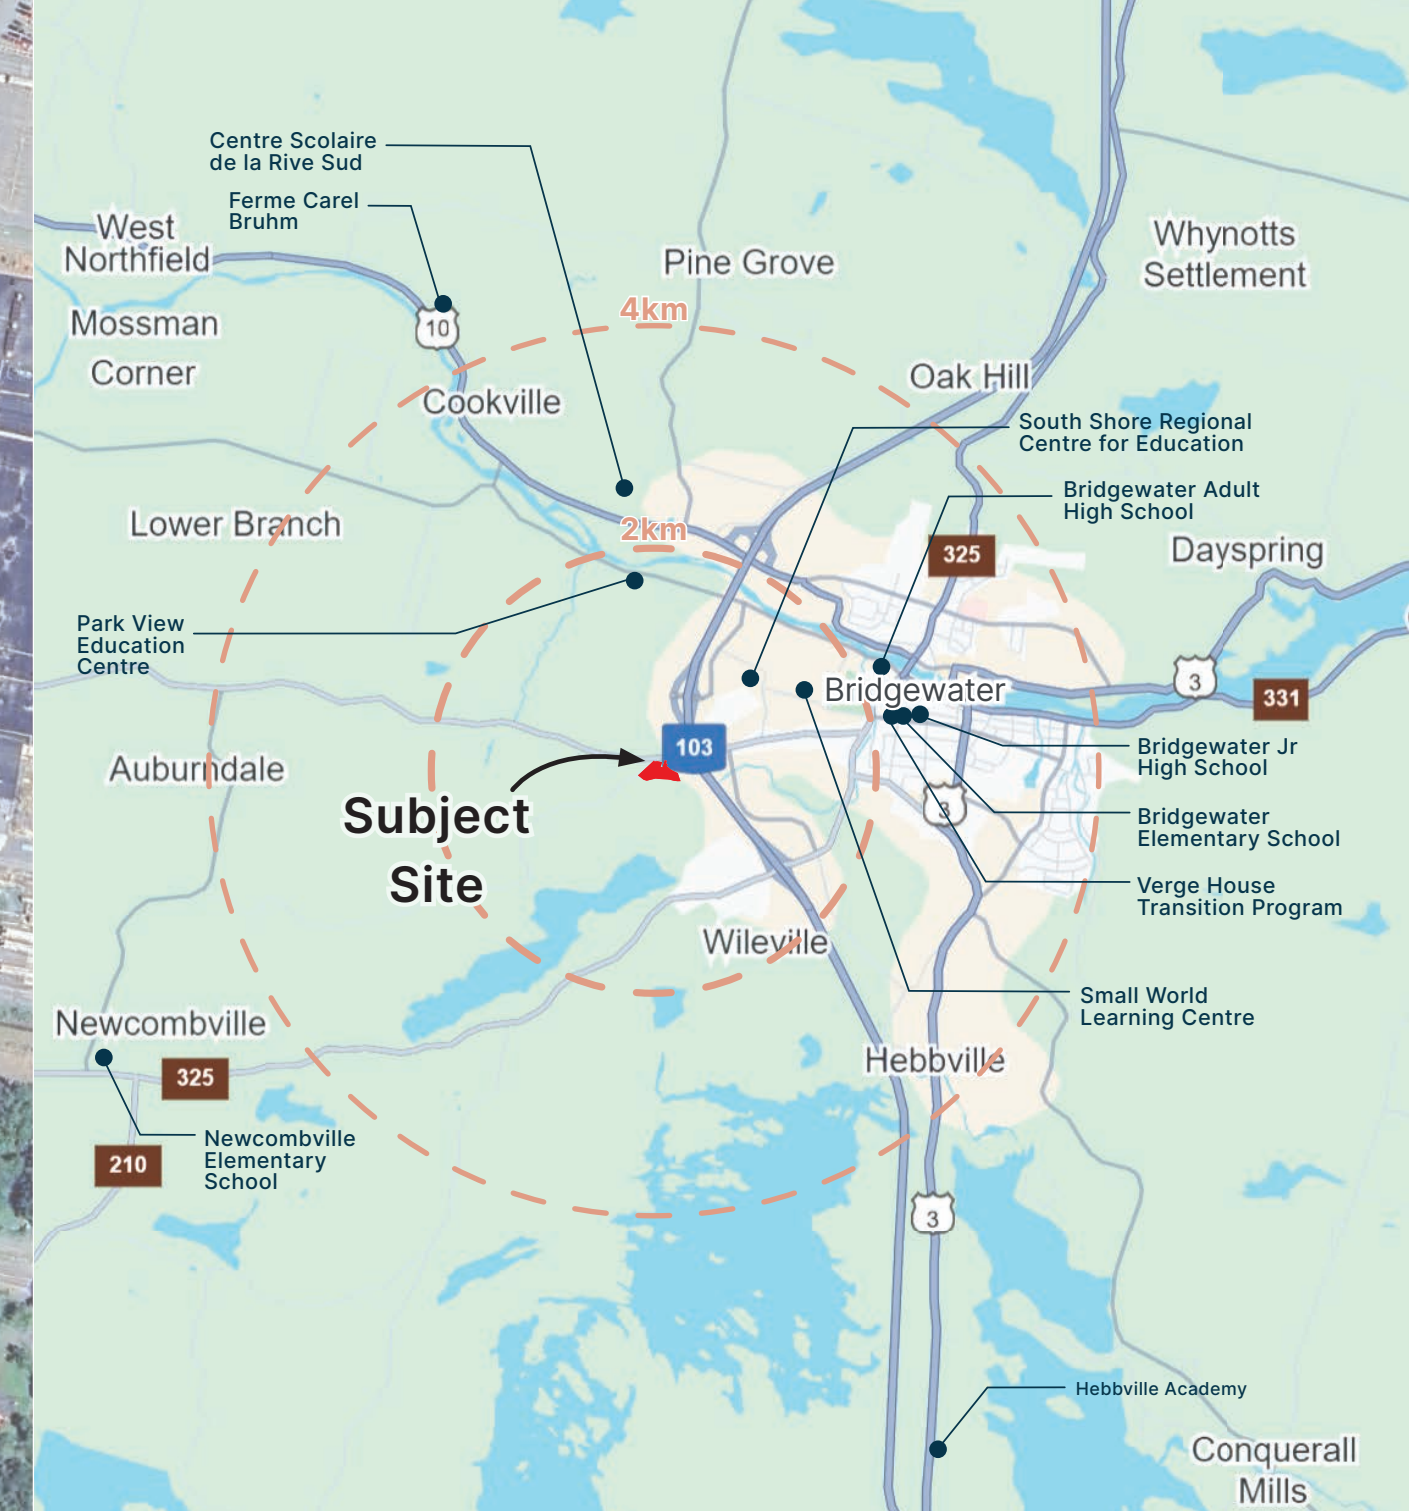 Centre Scolaire
de la Rive Sud
Ferme Carel
Bruhm
West
Northfield
Pine Grove
Whynotts
Settlement
4km
Mossman
Corner
10
Cookville
Oak Hill
South Shore Regional
Centre for Education
Bridgewater Adult
High School
Lower Branch
2km
325
Dayspring
Park View
Education
Centre
Bridgewater
3
331
103
Auburndale
Bridgewater Jr
High School
Subject
Site
3
Bridgewater
Elementary School
Verge House
Transition Program
Wileville
Small World
Learning Centre
Newcombville
Hebbville
325
Newcombville
Elementary
School
210
3
Hebbville Academy
Conquerall
Mills